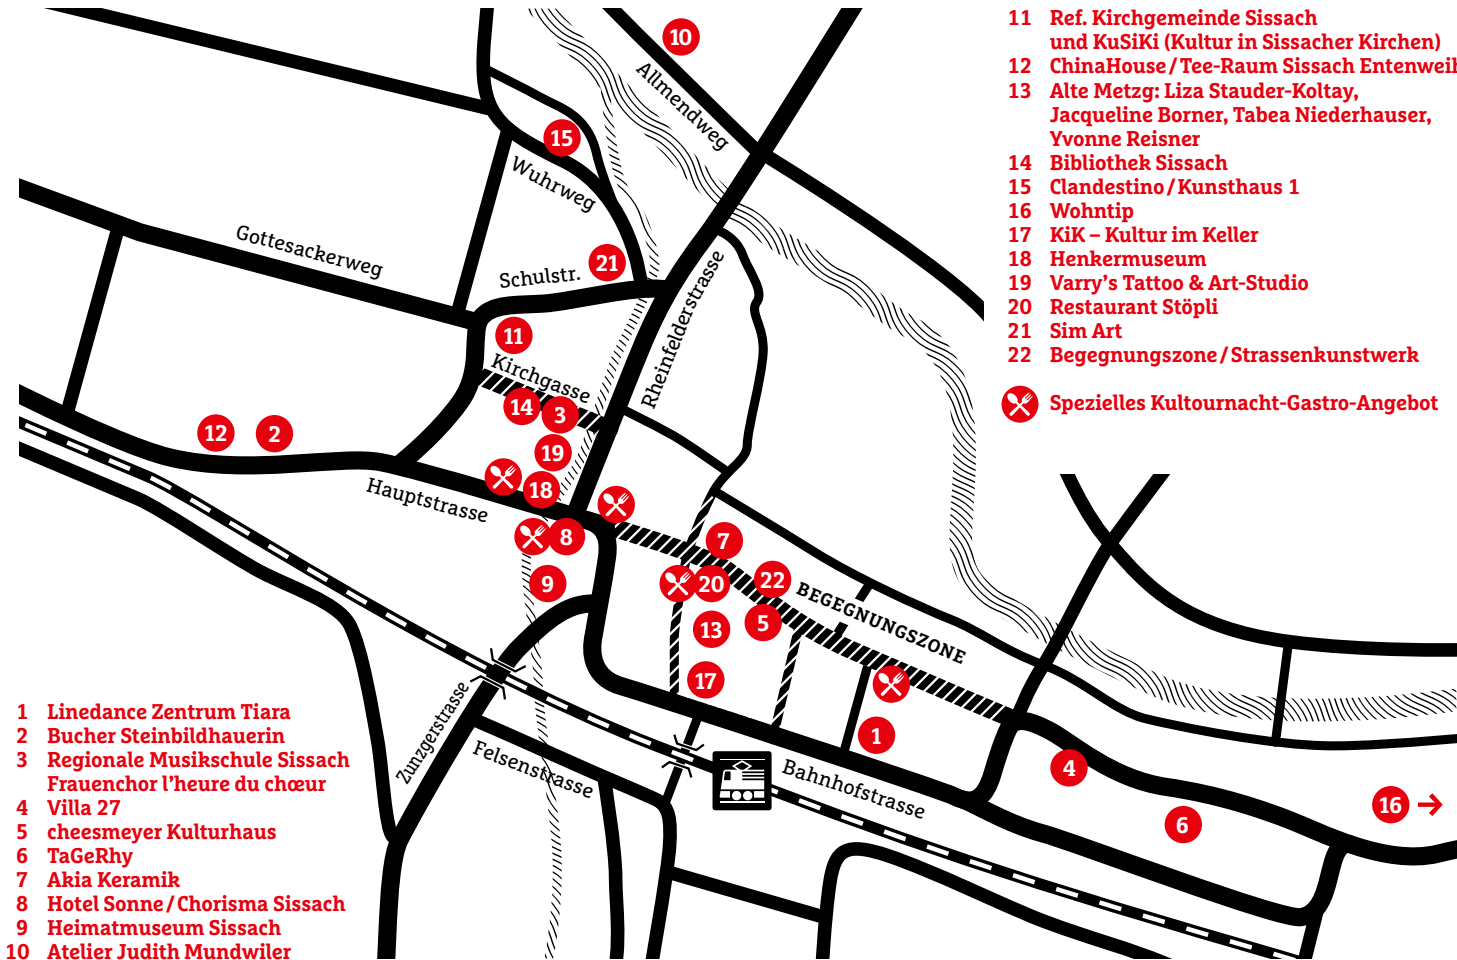 11 Ref. Kirchgemeinde Sissach
und KuSiKi (Kultur in Sissacher Kirchen)
12 ChinaHouse/Tee-Raum Sissach Entenweih
13 Alte Metzg: Liza Stauder-Koltay,
Jacqueline Borner, Tabea Niederhauser,
Yvonne Reisner
14 Bibliothek Sissach
15 Clandestino/Kunsthaus 1
16 Wohntip
17 KiK – Kultur im Keller
18 Henkermuseum
19 Varry's Tattoo & Art-Studio
20 Restaurant Stöpli
21 Sim Art
22 Begegnungszone/Strassenkunstwerk
Spezielles Kultournacht-Gastro-Angebot
10
Allmendweg
15
Wuhrweg
Gottesackerweg
Schulstr.
21
Rheinfelderstrasse
11
Kirchgasse
14
3
12
2
19
18
Hauptstrasse
8
7
9
20
22
BEGEGNUNGSZONE
13
5
17
1
Zunzgerstrasse
Felsenstrasse
Bahnhofstrasse
4
6
16
1 Linedance Zentrum Tiara
2 Bucher Steinbildhauerin
3 Regionale Musikschule Sissach
Frauenchor l'heure du chœur
4 Villa 27
5 cheesmeyer Kulturhaus
6 TaGeRhy
7 Akia Keramik
8 Hotel Sonne/Chorisma Sissach
9 Heimatmuseum Sissach
10 Atelier Judith Mundwiler